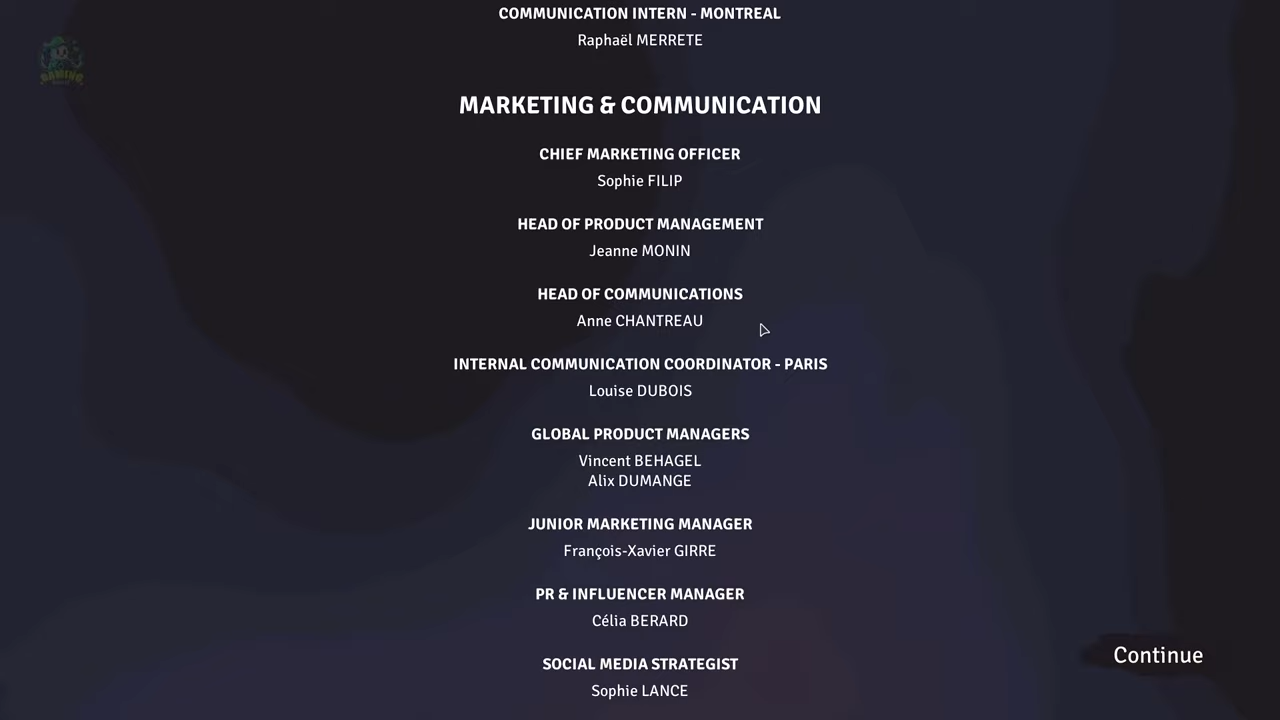 COMMUNICATION INTERN - MONTREAL
Raphaël MERRETE
MARKETING & COMMUNICATION
CHIEF MARKETING OFFICER
Sophie FILIP
HEAD OF PRODUCT MANAGEMENT
Jeanne MONIN
HEAD OF COMMUNICATIONS
Anne CHANTREAU
INTERNAL COMMUNICATION COORDINATOR - PARIS
Louise DUBOIS
GLOBAL PRODUCT MANAGERS
Vincent BEHAGEL
Alix DUMANGE
JUNIOR MARKETING MANAGER
François-Xavier GIRRE
PR & INFLUENCER MANAGER
Célia BERARD
SOCIAL MEDIA STRATEGIST
Sophie LANCE
Continue
GAMING